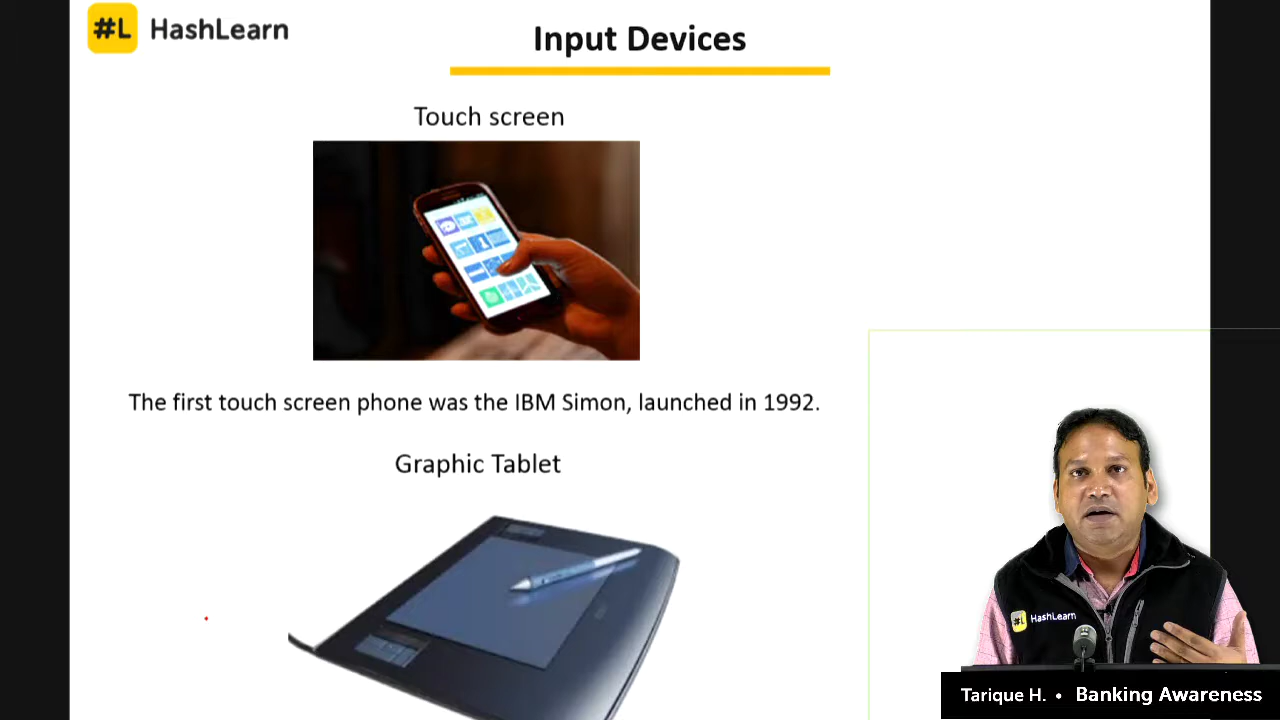 #L HashLearn
Input Devices
Touch screen
The first touch screen phone was the IBM Simon, launched in 1992.
Graphic Tablet
#L HashLearn
Tarique H. • Banking Awareness